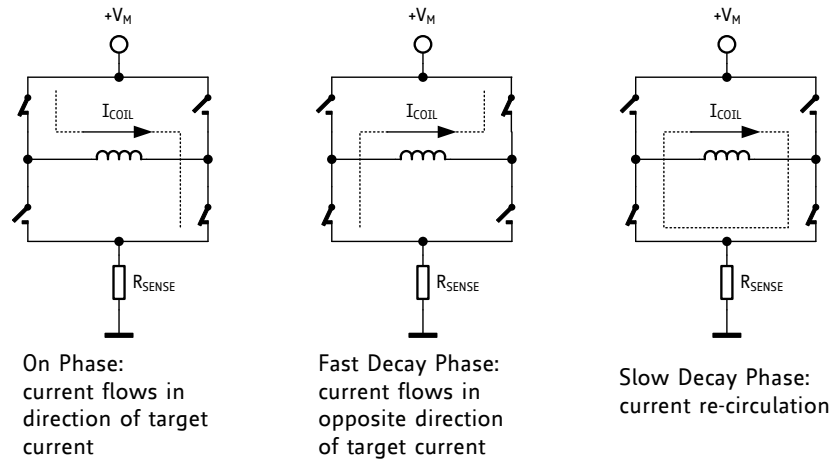 +VM
+VM
+VM
ICOIL
ICOIL
ICOIL
RSENSE
RSENSE
RSENSE
On Phase:
current flows in
direction of target
current
Fast Decay Phase:
current flows in
opposite direction
of target current
Slow Decay Phase:
current re-circulation